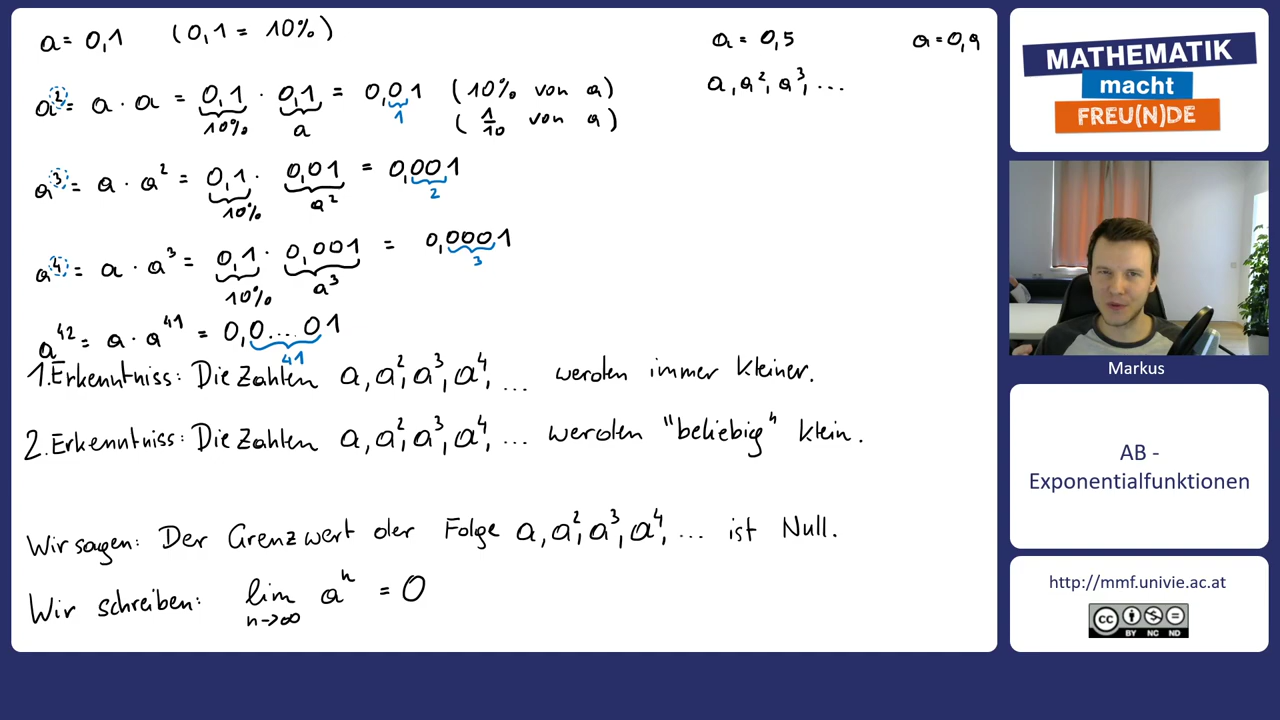 a = 0,1 (0,1 = 10%)
a² = a · a = 0,1 · 0,1 = 0,01 (10% von a)
10% a 1 (1/10 von a)
a³ = a · a² = 0,1 · 0,01 = 0,001
10% a² 2
a⁴ = a · a³ = 0,1 · 0,001 = 0,0001
10% a³ 3
a⁴² = a · a⁴¹ = 0,0...01
41
1. Erkenntniss: Die Zahlen a, a², a³, a⁴, ... werden immer kleiner.
2. Erkenntniss: Die Zahlen a, a², a³, a⁴, ... werden "beliebig" klein.
Wir sagen: Der Grenzwert der Folge a, a², a³, a⁴, ... ist Null.
Wir schreiben: lim aⁿ = 0
n→∞
a = 0,5 a = 0,9
a, a², a³, ...
MATHEMATIK
macht
FREU(N)DE
Markus
AB -
Exponentialfunktionen
http://mmf.univie.ac.at
cc
BY NC ND